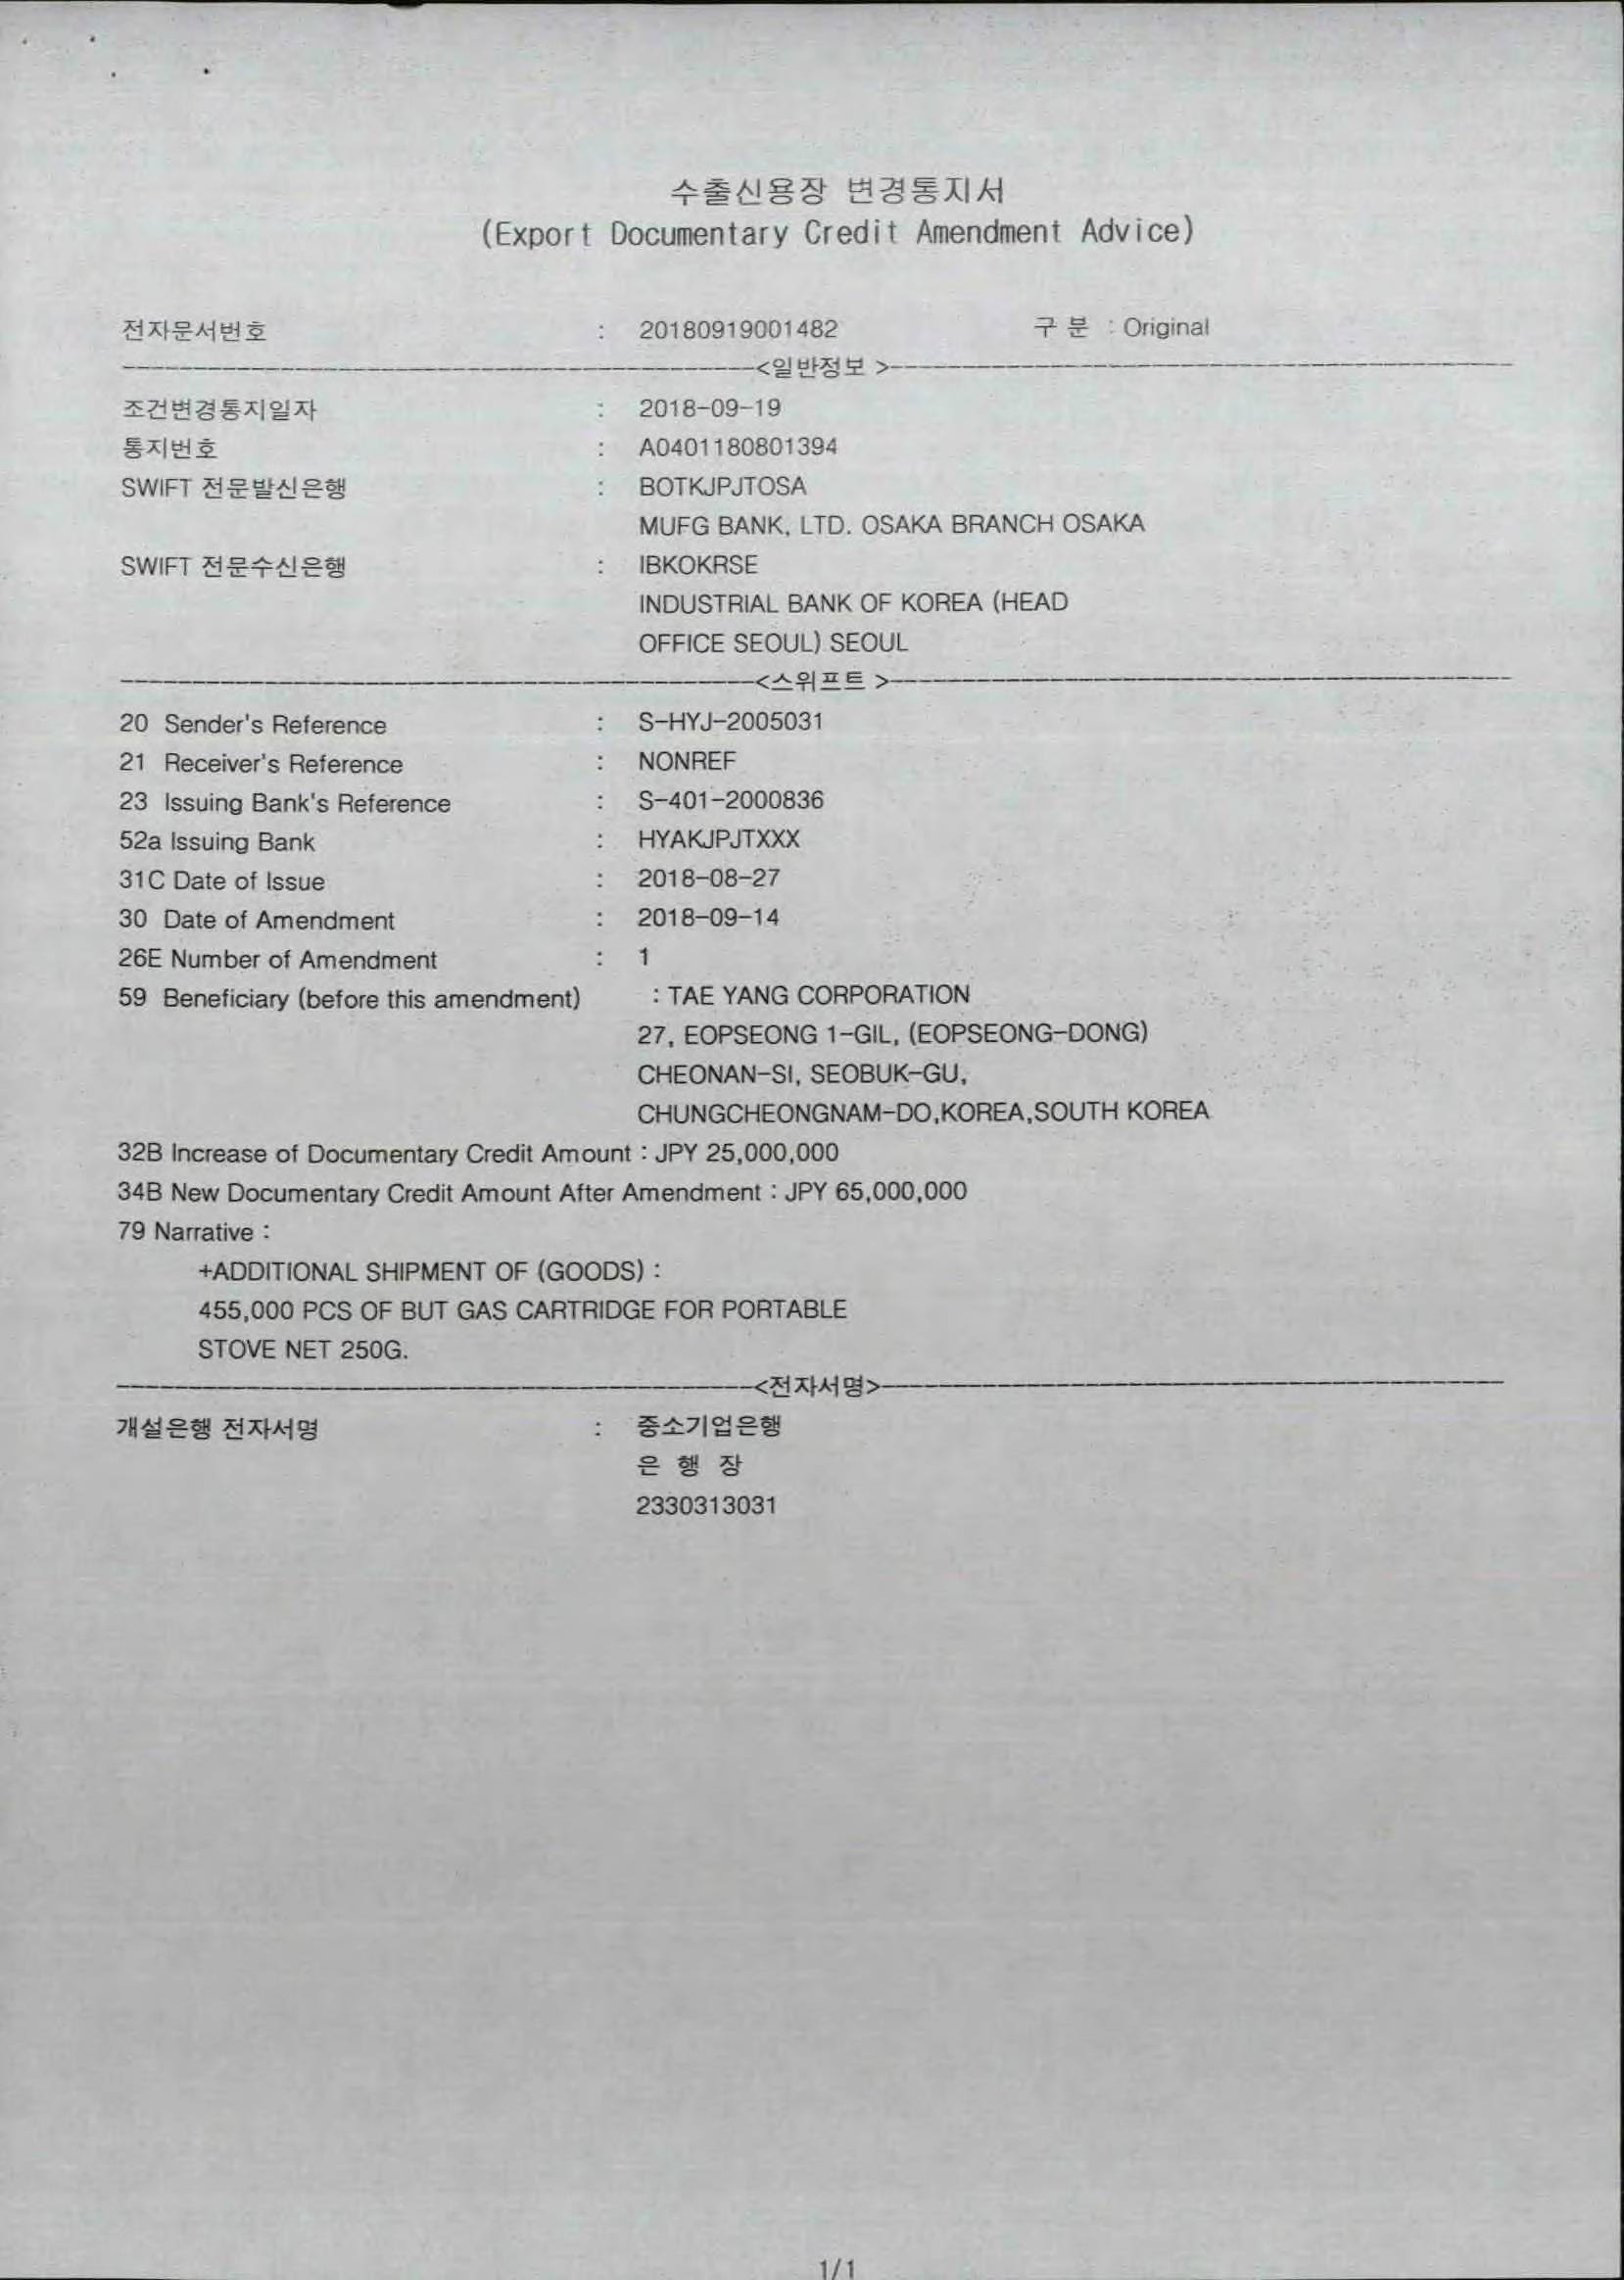 수출신용장 변경통지서
(Export Documentary Credit Amendment Advice)
전자문서번호 : 20180919001482 구 분 : Original
<일반정보 >
조건변경통지일자 : 2018-09-19
통지번호 : A0401180801394
SWIFT 전문발신은행 : BOTKJPJTOSA
MUFG BANK, LTD. OSAKA BRANCH OSAKA
SWIFT 전문수신은행 : IBKOKRSE
INDUSTRIAL BANK OF KOREA (HEAD
OFFICE SEOUL) SEOUL
<스위프트 >
20 Sender's Reference : S-HYJ-2005031
21 Receiver's Reference : NONREF
23 Issuing Bank's Reference : S-401-2000836
52a Issuing Bank : HYAKJPJTXXX
31C Date of Issue : 2018-08-27
30 Date of Amendment : 2018-09-14
26E Number of Amendment : 1
59 Beneficiary (before this amendment) : TAE YANG CORPORATION
27, EOPSEONG 1-GIL, (EOPSEONG-DONG)
CHEONAN-SI, SEOBUK-GU,
CHUNGCHEONGNAM-DO,KOREA,SOUTH KOREA
32B Increase of Documentary Credit Amount : JPY 25,000,000
34B New Documentary Credit Amount After Amendment : JPY 65,000,000
79 Narrative :
+ADDITIONAL SHIPMENT OF (GOODS) :
455,000 PCS OF BUT GAS CARTRIDGE FOR PORTABLE
STOVE NET 250G.
<전자서명>
개설은행 전자서명 : 중소기업은행
은 행 장
2330313031
1/1